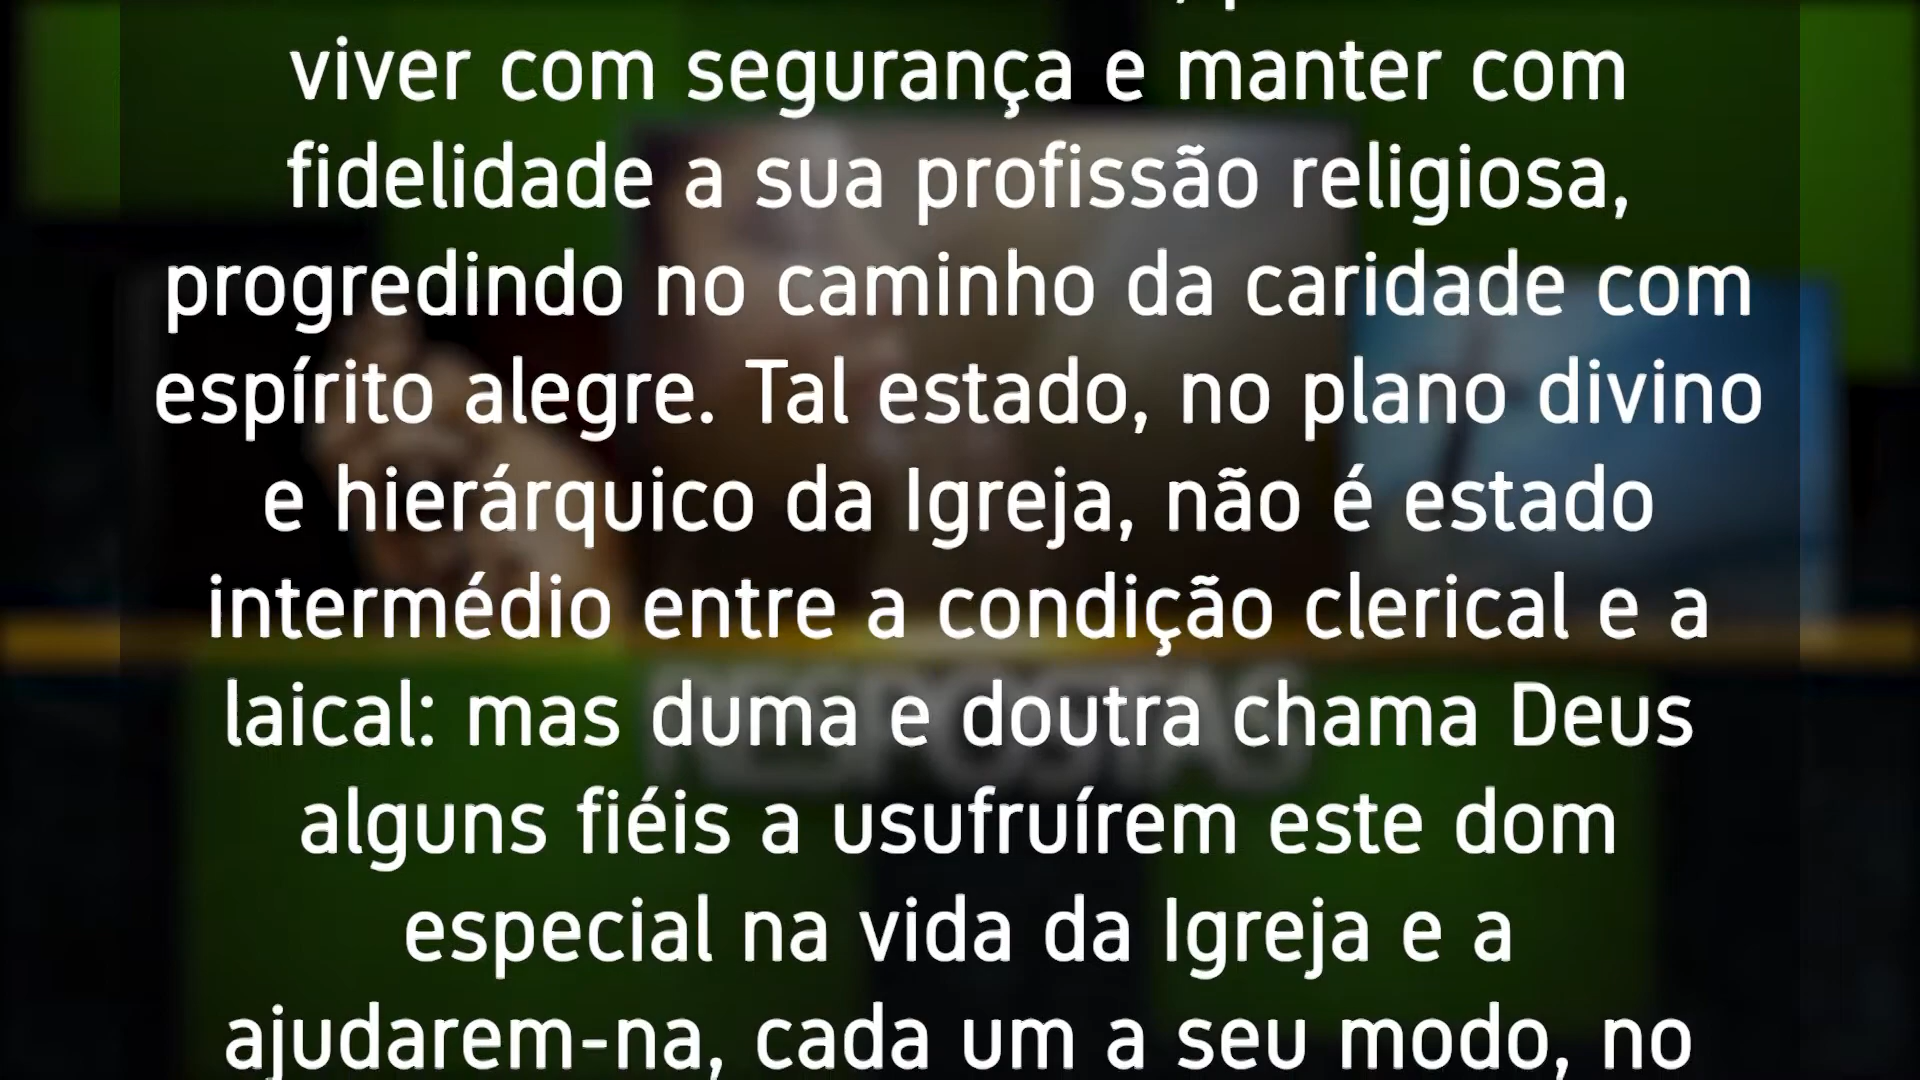 viver com segurança e manter com
fidelidade a sua profissão religiosa,
progredindo no caminho da caridade com
espírito alegre. Tal estado, no plano divino
e hierárquico da Igreja, não é estado
intermédio entre a condição clerical e a
laical: mas duma e doutra chama Deus
RESPOSTAS
alguns fiéis a usufruírem este dom
especial na vida da Igreja e a
ajudarem-na, cada um a seu modo, no